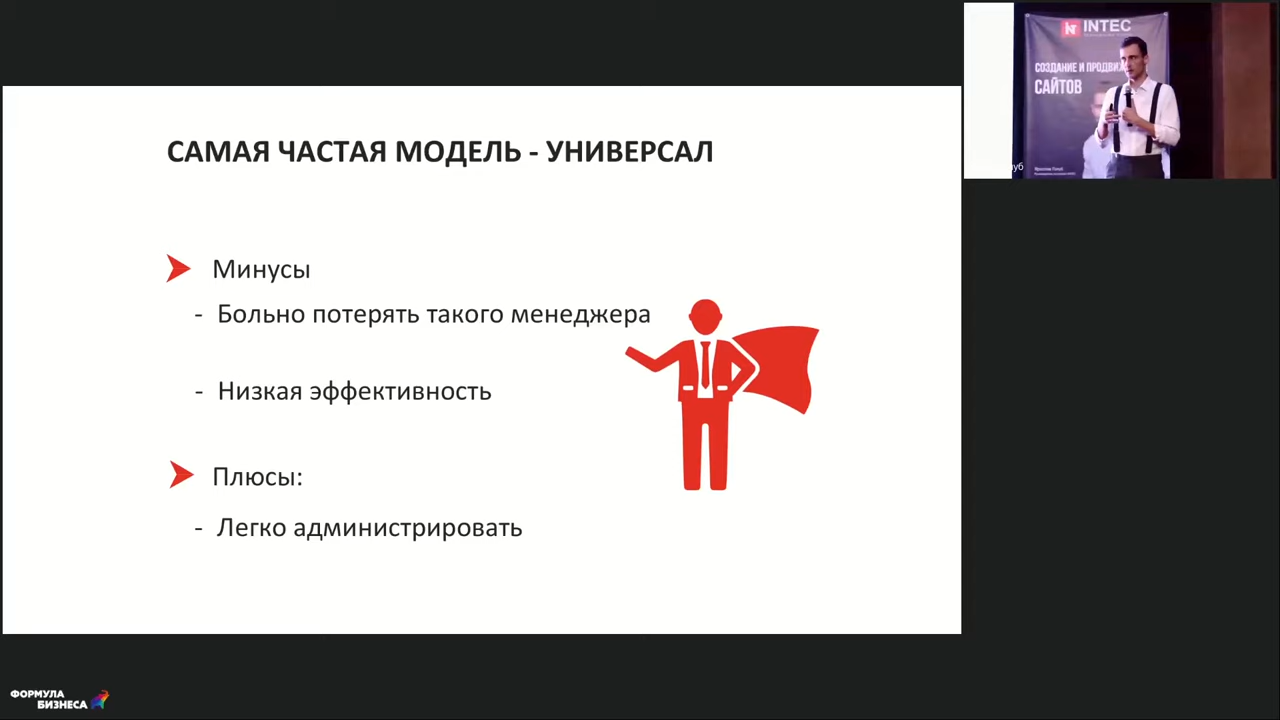 САМАЯ ЧАСТАЯ МОДЕЛЬ - УНИВЕРСАЛ
Минусы
- Больно потерять такого менеджера
- Низкая эффективность
Плюсы:
- Легко администрировать
INTEC
СОЗДАНИЕ И
САЙТОВ
ФОРМУЛА
БИЗНЕСА